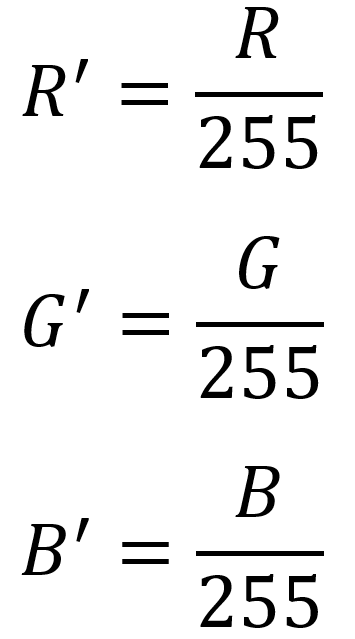 R′ = R/255
G′ = G/255
B′ = B/255